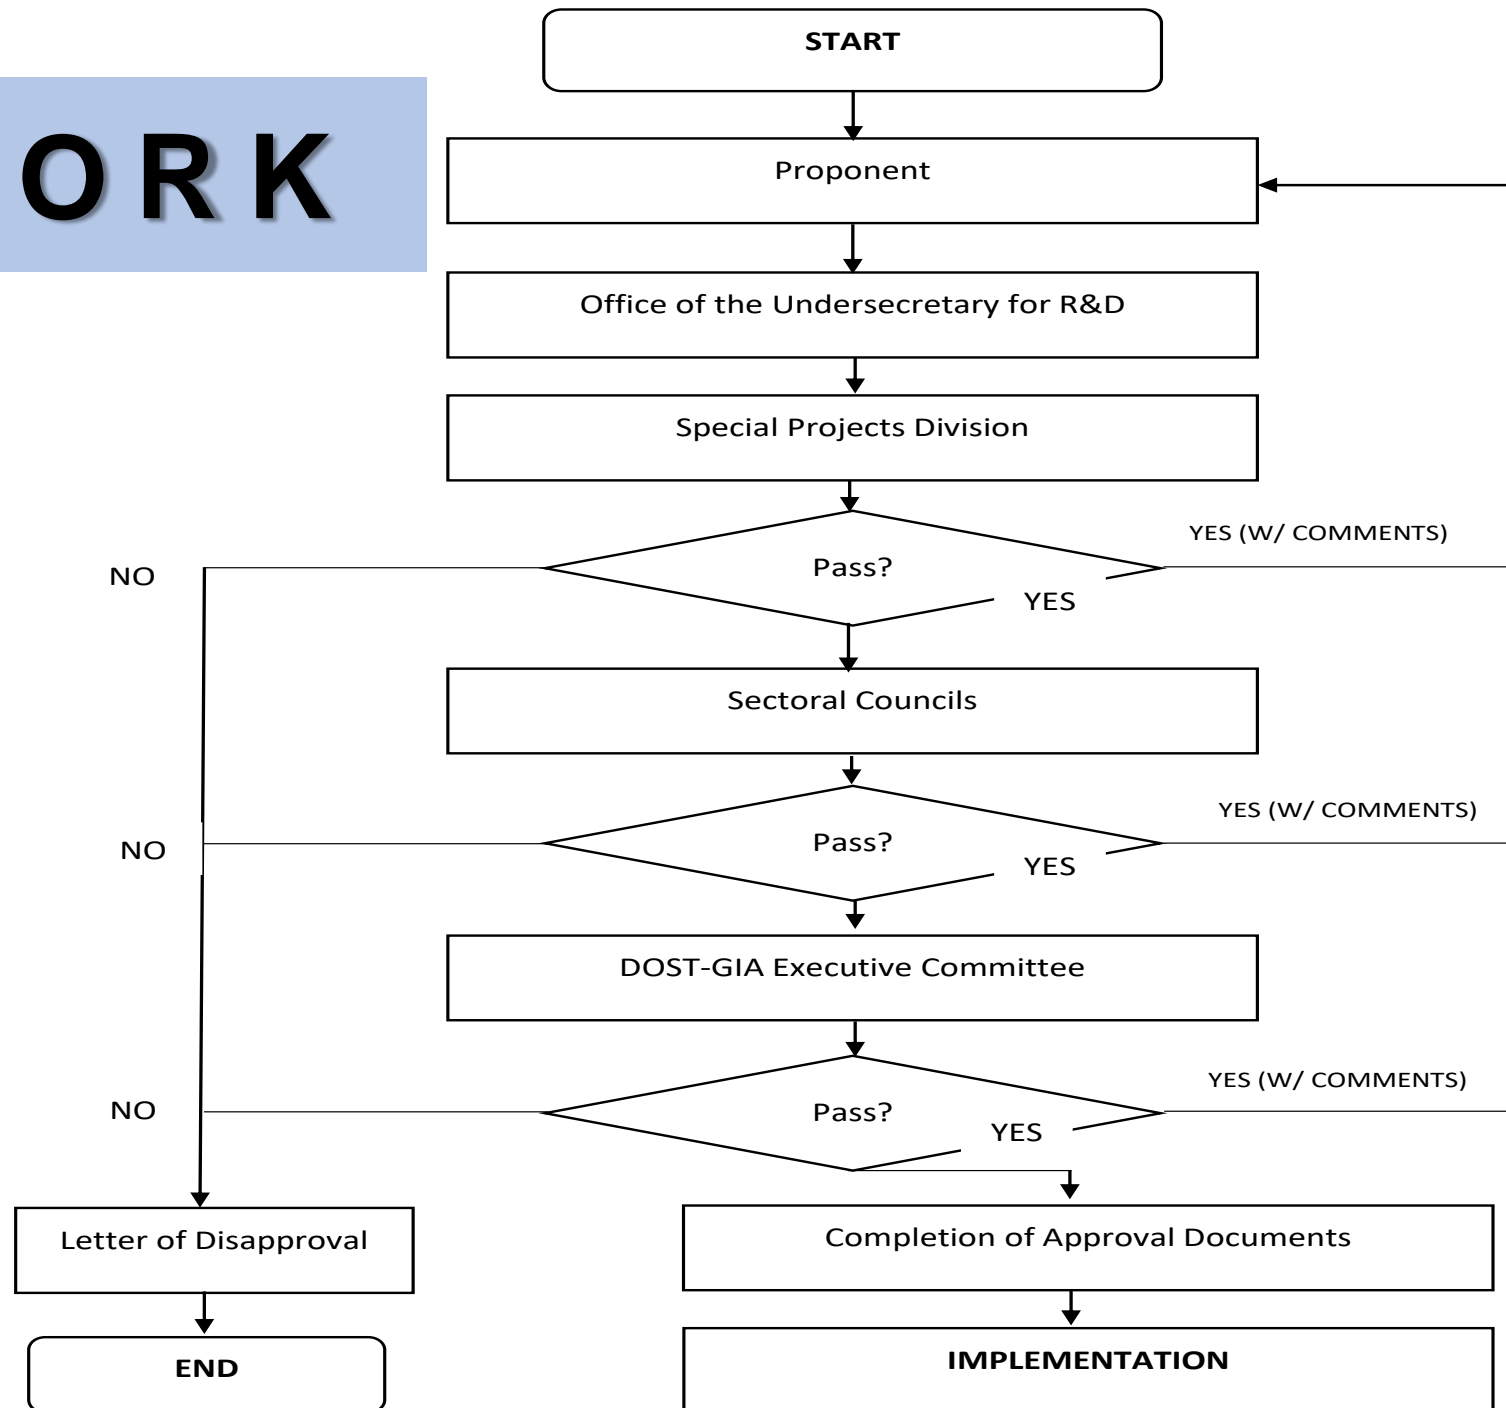 START
O R K
Proponent
Office of the Undersecretary for R&D
Special Projects Division
YES (W/ COMMENTS)
NO
Pass?
YES
Sectoral Councils
YES (W/ COMMENTS)
NO
Pass?
YES
DOST-GIA Executive Committee
YES (W/ COMMENTS)
NO
Pass?
YES
Letter of Disapproval
Completion of Approval Documents
END
IMPLEMENTATION